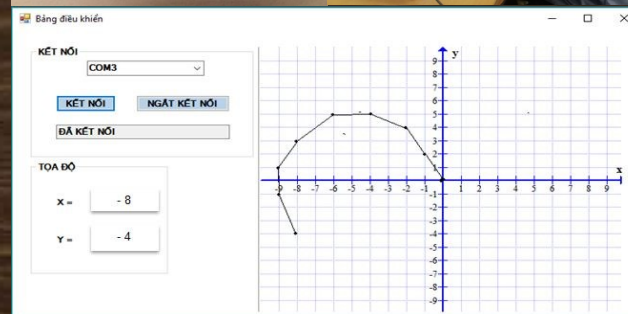 Bảng điều khiển
KẾT NỐI
COM3
KẾT NỐI
NGẮT KẾT NỐI
ĐÃ KẾT NỐI
TỌA ĐỘ
X = - 8
Y = - 4
y
9
8
7
6
5
4
3
2
1
x
-9 -8 -7 -6 -5 -4 -3 -2 -1 1 2 3 4 5 6 7 8 9
-1
-2
-3
-4
-5
-6
-7
-8
-9